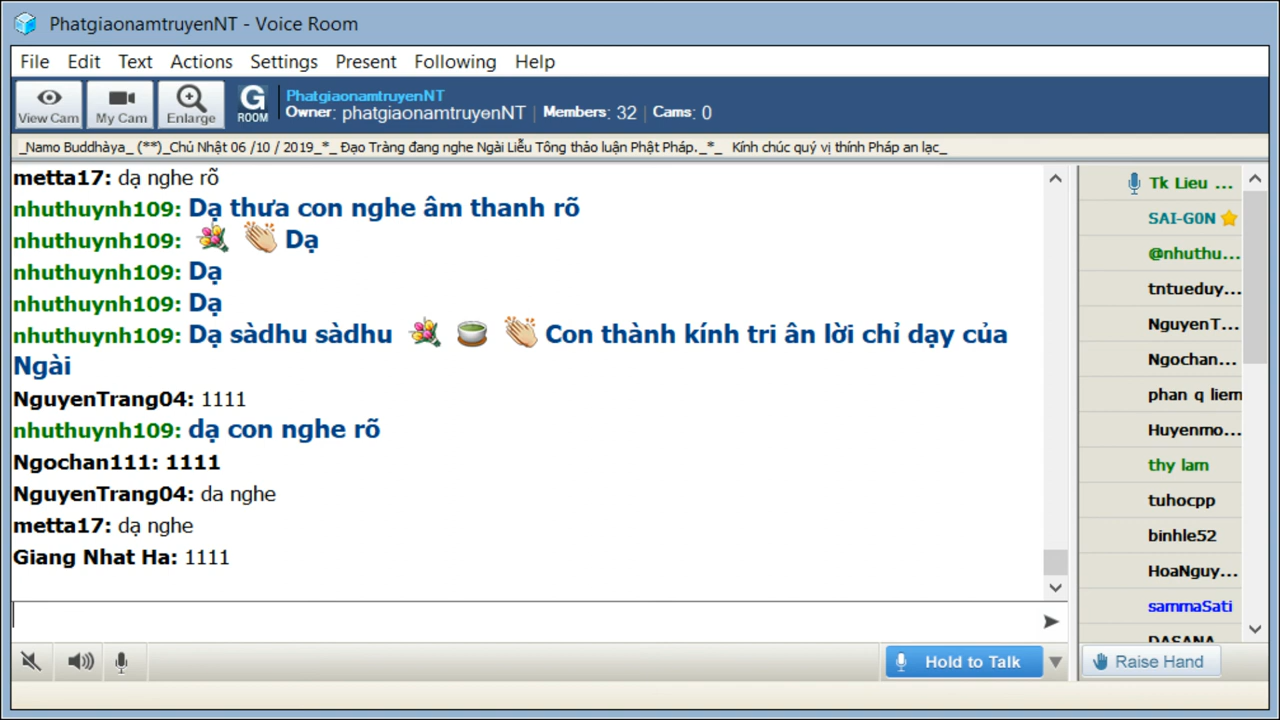 PhatgiaonamtruyenNT - Voice Room
File Edit Text Actions Settings Present Following Help
View Cam My Cam Enlarge G ROOM PhatgiaonamtruyenNT
Owner: phatgiaonamtruyenNT | Members: 32 | Cams: 0
_Namo Buddhàya_ (**)_Chủ Nhật 06 /10 / 2019_*_ Đạo Tràng đang nghe Ngài Liễu Tông thảo luận Phật Pháp._*_ Kính chúc quý vị thính Pháp an lạc_
metta17: dạ nghe rõ
nhuthuynh109: Dạ thưa con nghe âm thanh rõ
nhuthuynh109: Dạ
nhuthuynh109: Dạ
nhuthuynh109: Dạ
nhuthuynh109: Dạ sàdhu sàdhu Con thành kính tri ân lời chỉ dạy của
Ngài
NguyenTrang04: 1111
nhuthuynh109: dạ con nghe rõ
Ngochan111: 1111
NguyenTrang04: da nghe
metta17: dạ nghe
Giang Nhat Ha: 1111
Tk Lieu ...
SAI-G0N
@nhuthu...
tntueduy...
NguyenT...
Ngochan...
phan q liem
Huyenmo...
thy lam
tuhocpp
binhle52
HoaNguy...
sammaSati
DASANA
Hold to Talk
Raise Hand